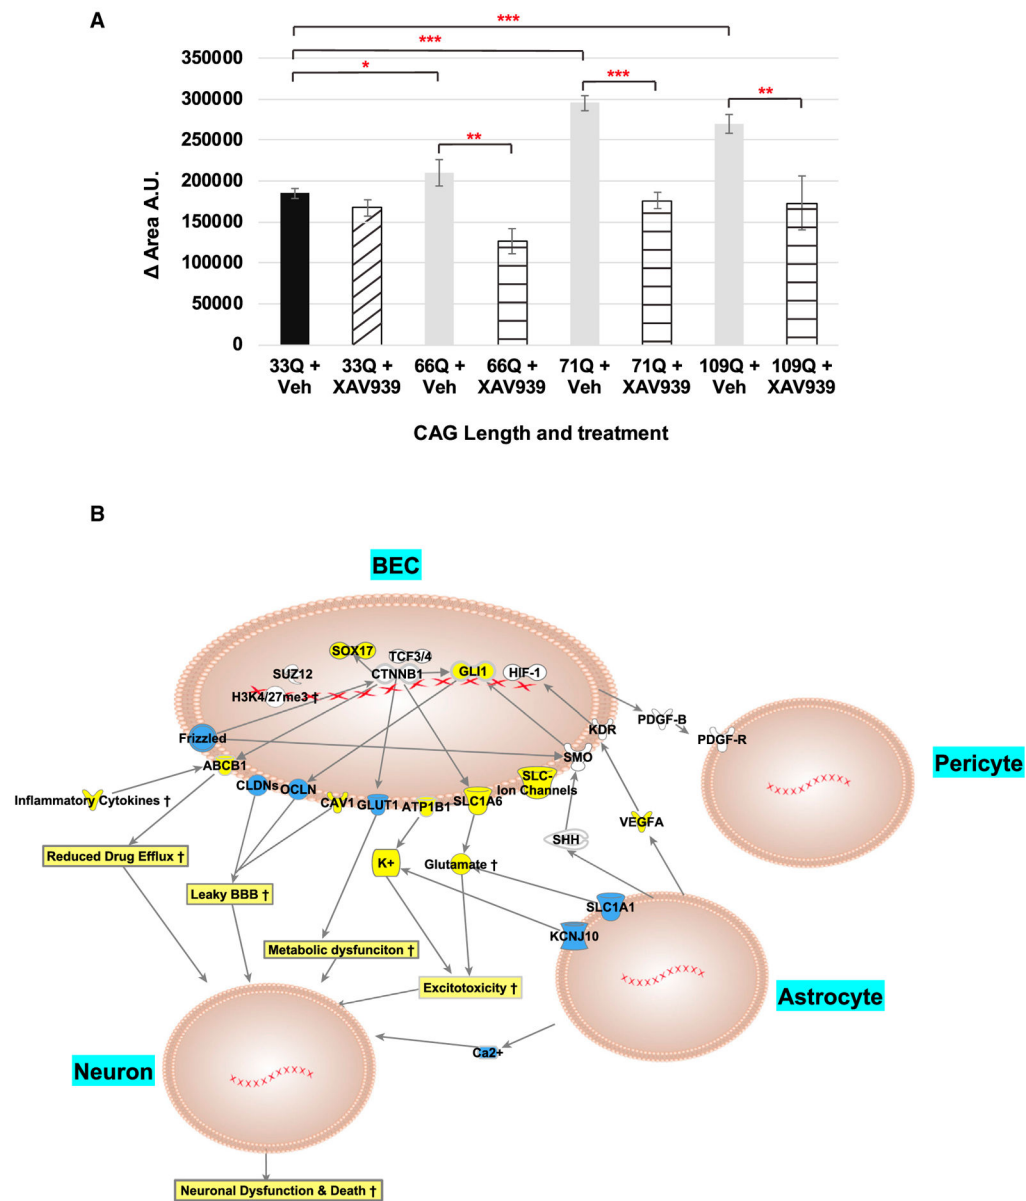 A
***
***
*
***
**
**
350000
300000
250000
200000
150000
100000
50000
0
Δ Area A.U.
33Q + Veh
33Q + XAV939
66Q + Veh
66Q + XAV939
71Q + Veh
71Q + XAV939
109Q + Veh
109Q + XAV939
CAG Length and treatment
B
BEC
SOX17
TCF3/4
SUZ12
CTNNB1
GLI1
HiF-1
H3K4/27me3 †
Frizzled
PDGF-B
KDR
PDGF-R
SMO
ABCB1
CLDNs
OCLN
SLC-
Ion Channels
Pericyte
Inflammatory Cytokines †
CAV1
GLUT1
ATP1B1
SLC1A6
VEGFA
SHH
Reduced Drug Efflux †
K+
Glutamate †
Leaky BBB †
SLC1A1
KCNJ10
Metabolic dysfunciton †
Excitotoxicity †
Astrocyte
Ca2+
Neuron
Neuronal Dysfunction & Death †